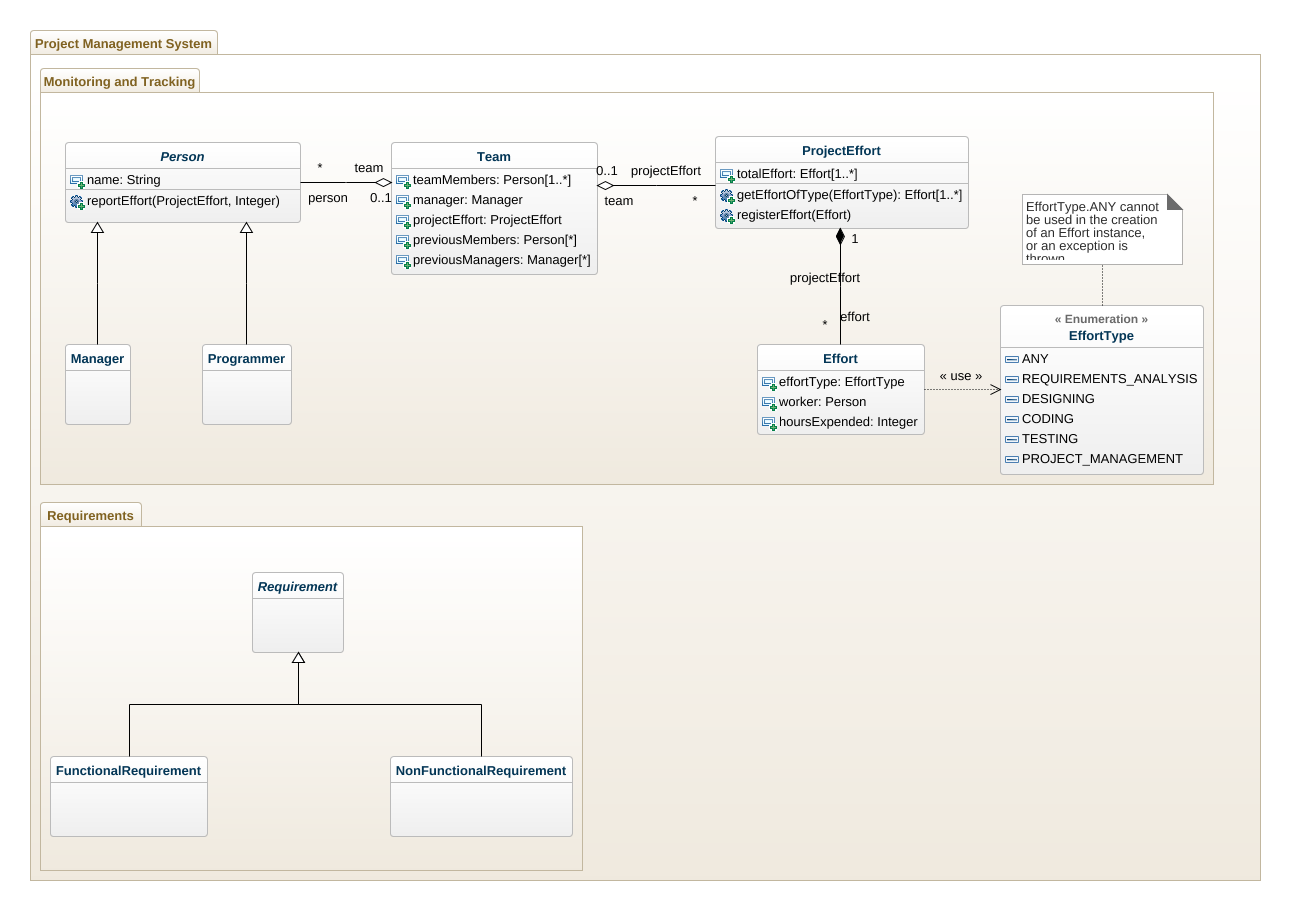 Project Management System
Monitoring and Tracking
Person
name: String
reportEffort(ProjectEffort, Integer)
*
team
person
0..1
Team
teamMembers: Person[1..*]
manager: Manager
projectEffort: ProjectEffort
previousMembers: Person[*]
previousManagers: Manager[*]
0..1
projectEffort
team
*
ProjectEffort
totalEffort: Effort[1..*]
getEffortOfType(EffortType): Effort[1..*]
registerEffort(Effort)
EffortType.ANY cannot
be used in the creation
of an Effort instance,
or an exception is
thrown
1
projectEffort
effort
*
Manager
Programmer
Effort
effortType: EffortType
worker: Person
hoursExpended: Integer
« use »
« Enumeration »
EffortType
ANY
REQUIREMENTS_ANALYSIS
DESIGNING
CODING
TESTING
PROJECT_MANAGEMENT
Requirements
Requirement
FunctionalRequirement
NonFunctionalRequirement